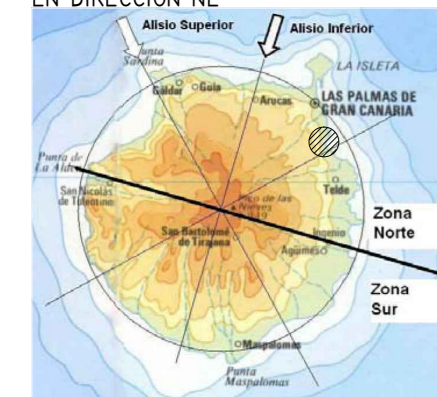 EN DIRECCIÓN NE
Alisio Superior
Alisio Inferior
Punta
Sardina
LA ISLETA
Gáldar
Guía
Arucas
LAS PALMAS DE
GRAN CANARIA
Punta de
La Aldea
San Nicolás
de Tolentino
Telde
Pico de las
Nieves
Zona
Norte
San Bartolomé
de Tirajana
Ingenio
Agüimes
Zona
Sur
Maspalomas
Punta
Maspalomas